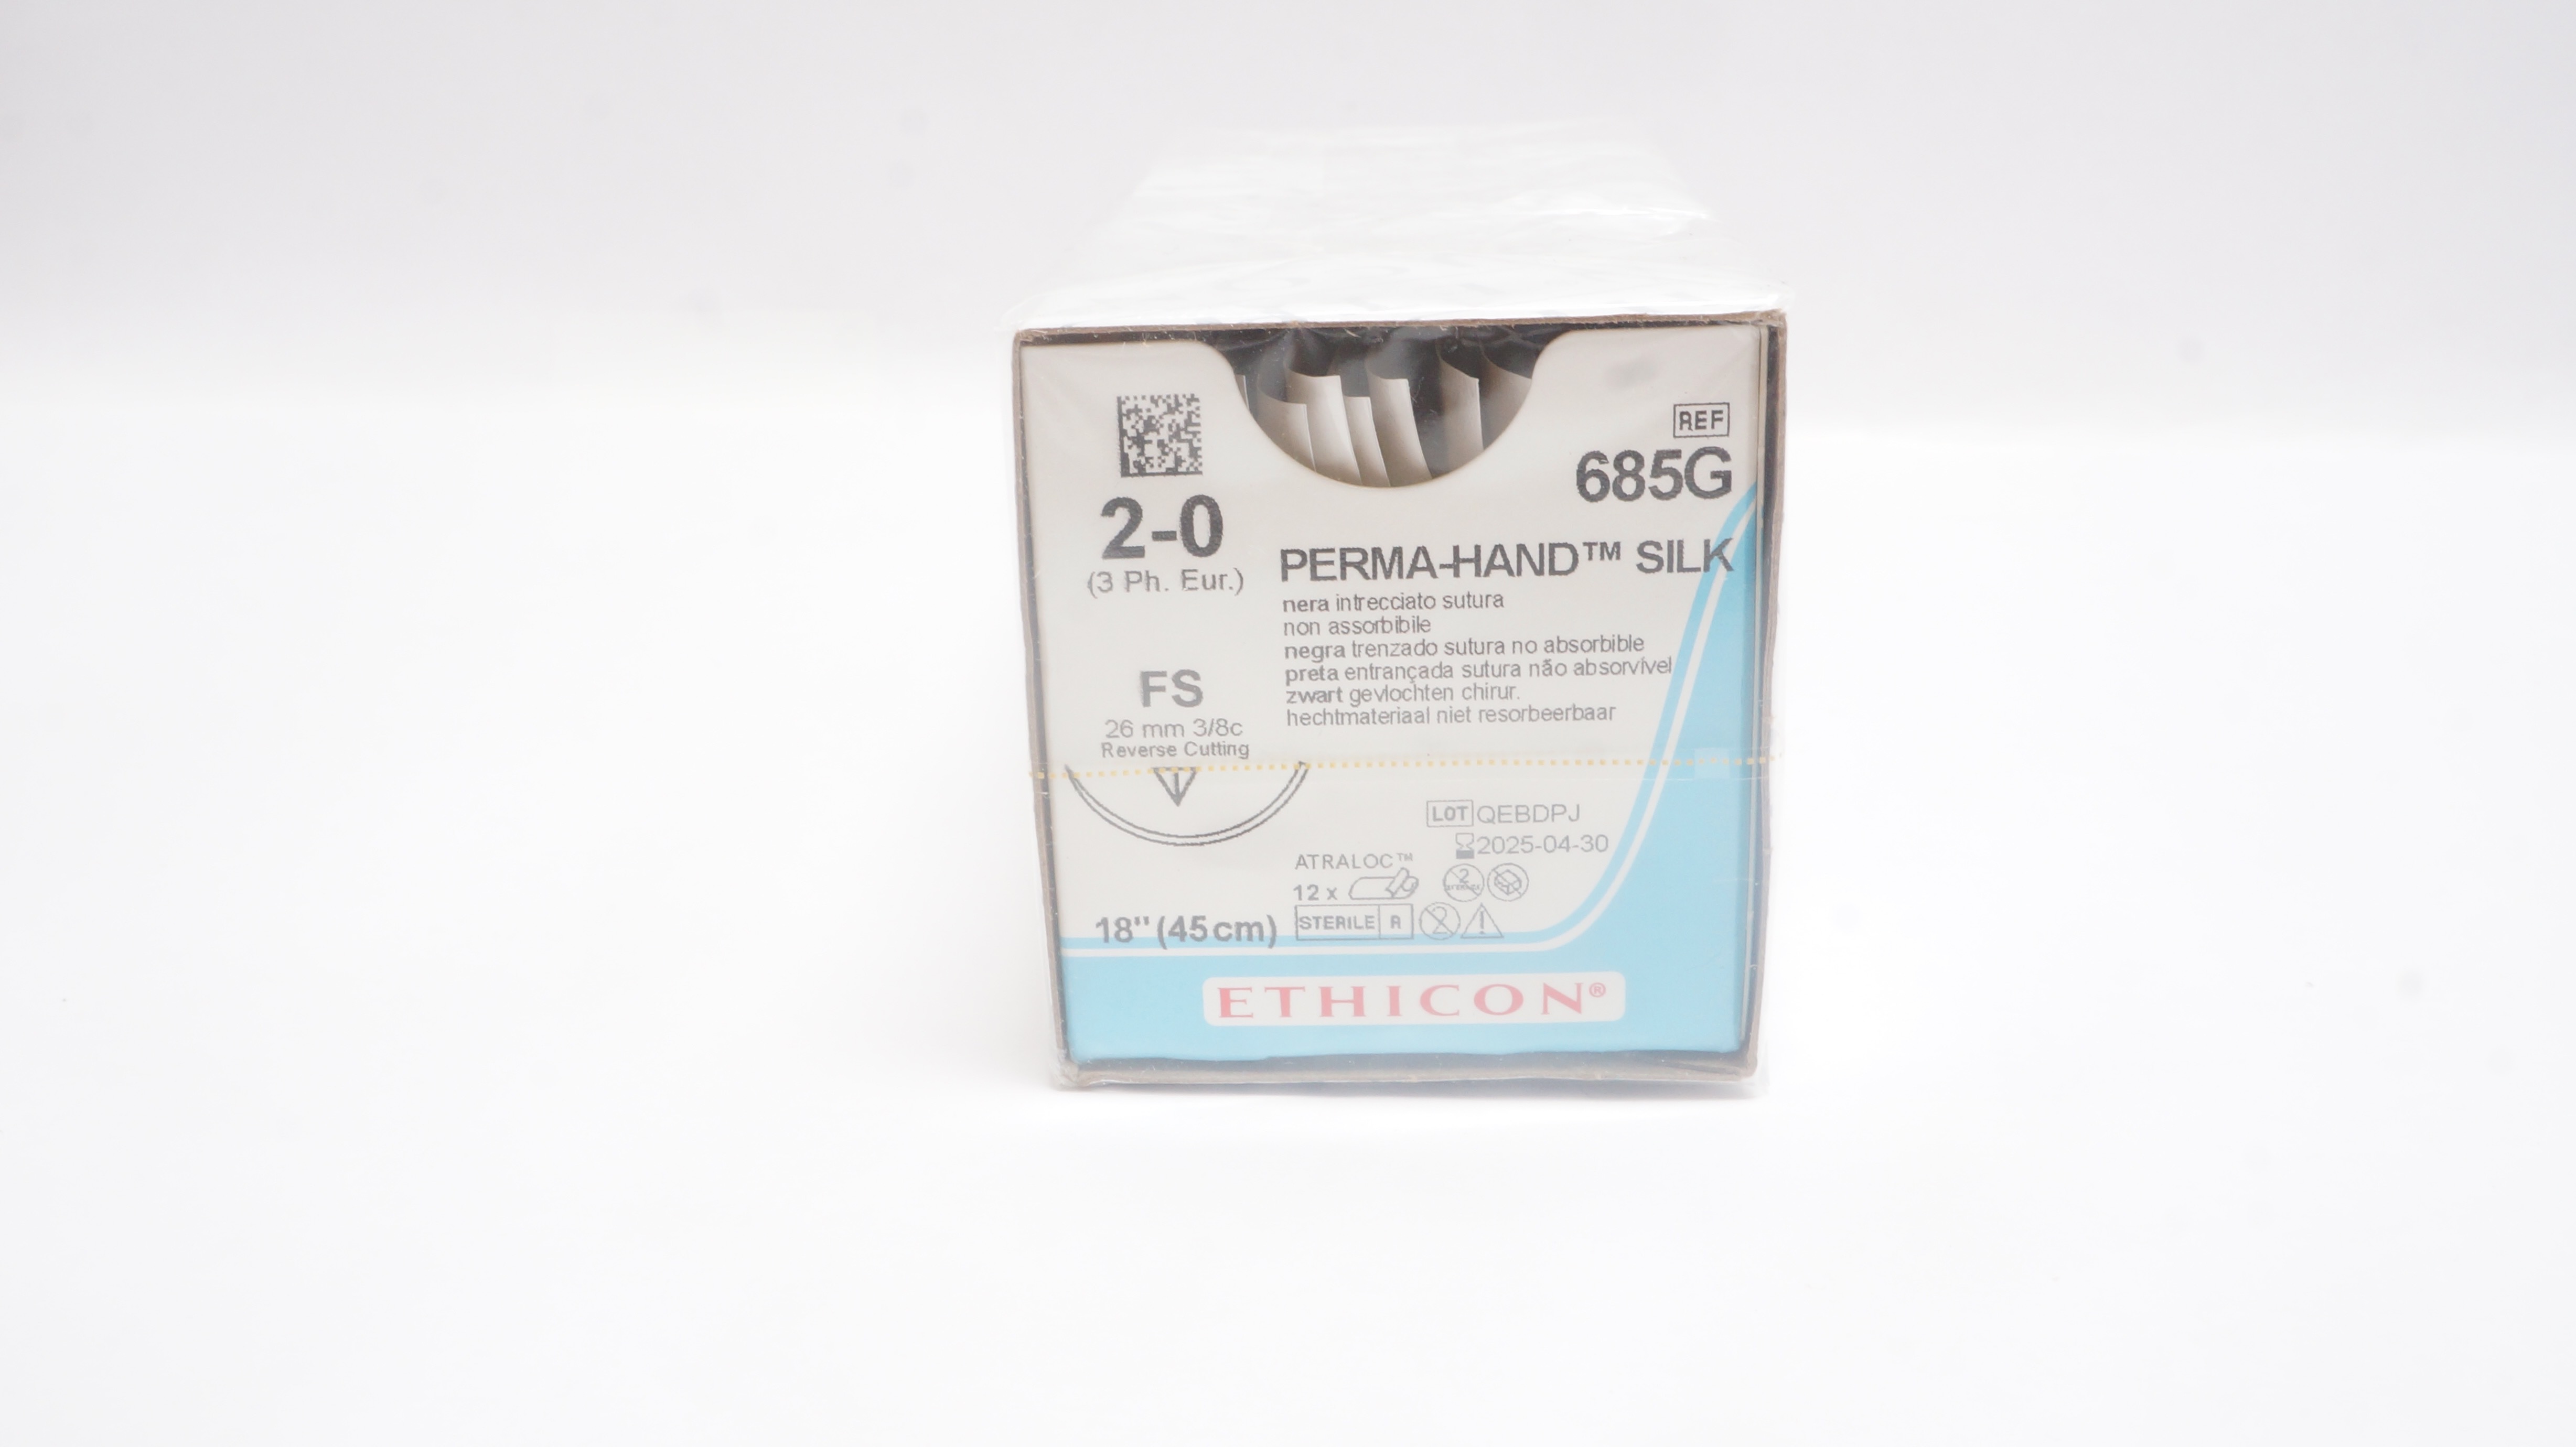 REF
685G
2-0
(3 Ph. Eur.)
PERMA-HAND™ SILK
nera intrecciato sutura
non assorbibile
negra trenzado sutura no absorbible
preta entrançada sutura não absorvível
zwart gevlochten chirur.
hechtmateriaal niet resorbeerbaar
FS
26 mm 3/8c
Reverse Cutting
LOT QEBDPJ
2025-04-30
ATRALOC™
12 x
2
18" (45cm)
STERILE R
2
ETHICON®